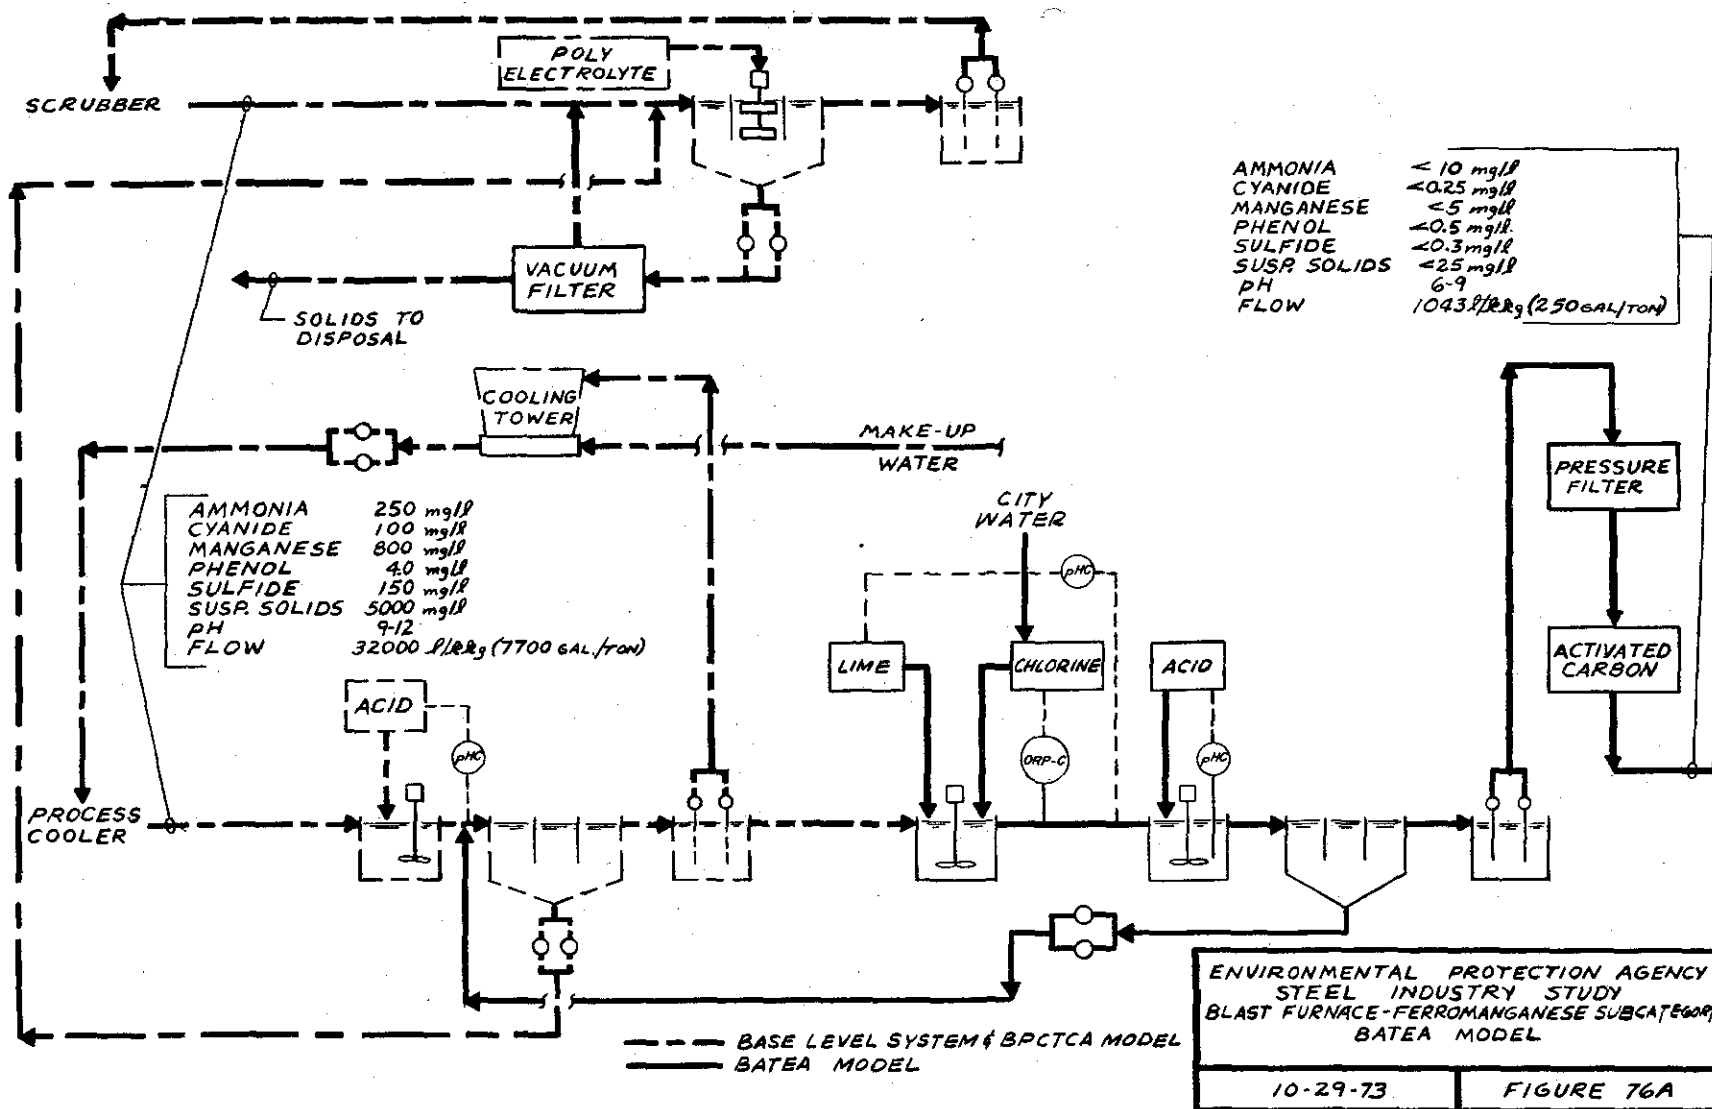 POLY
ELECTROLYTE
SCRUBBER
VACUUM
FILTER
SOLIDS TO
DISPOSAL
AMMONIA < 10 mg/l
CYANIDE <0.25 mg/l
MANGANESE <5 mg/l
PHENOL <0.5 mg/l.
SULFIDE <0.3 mg/l
SUSP. SOLIDS <25 mg/l
pH 6-9
FLOW 1043 l/kkg (250 GAL/TON)
COOLING
TOWER
MAKE-UP
WATER
PRESSURE
FILTER
AMMONIA 250 mg/l
CYANIDE 100 mg/l
MANGANESE 800 mg/l
PHENOL 4.0 mg/l
SULFIDE 150 mg/l
SUSP. SOLIDS 5000 mg/l
pH 9-12
FLOW 32000 l/kkg (7700 GAL./TON)
CITY
WATER
pHC
LIME
CHLORINE
ACID
ACTIVATED
CARBON
ACID
pHC
ORP-C
pHC
PROCESS
COOLER
BASE LEVEL SYSTEM & BPCTCA MODEL
BATEA MODEL
ENVIRONMENTAL PROTECTION AGENCY
STEEL INDUSTRY STUDY
BLAST FURNACE-FERROMANGANESE SUBCATEGORY
BATEA MODEL
10-29-73
FIGURE 76A